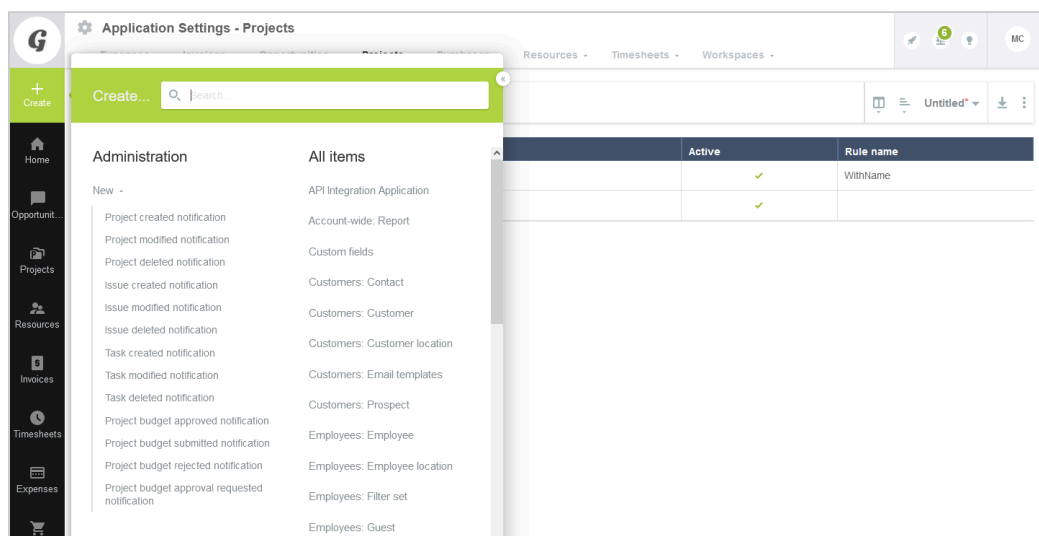 G
Application Settings - Projects
6
MC
Projects
Resources -
Timesheets -
Workspaces -
Create
Create...
Search...
Untitled*
Home
Opportunit...
Projects
Resources
Invoices
Timesheets
Expenses
Administration
New -
Project created notification
Project modified notification
Project deleted notification
Issue created notification
Issue modified notification
Issue deleted notification
Task created notification
Task modified notification
Task deleted notification
Project budget approved notification
Project budget submitted notification
Project budget rejected notification
Project budget approval requested
notification
All items
API Integration Application
Account-wide: Report
Custom fields
Customers: Contact
Customers: Customer
Customers: Customer location
Customers: Email templates
Customers: Prospect
Employees: Employee
Employees: Employee location
Employees: Filter set
Employees: Guest
Active
Rule name
WithName